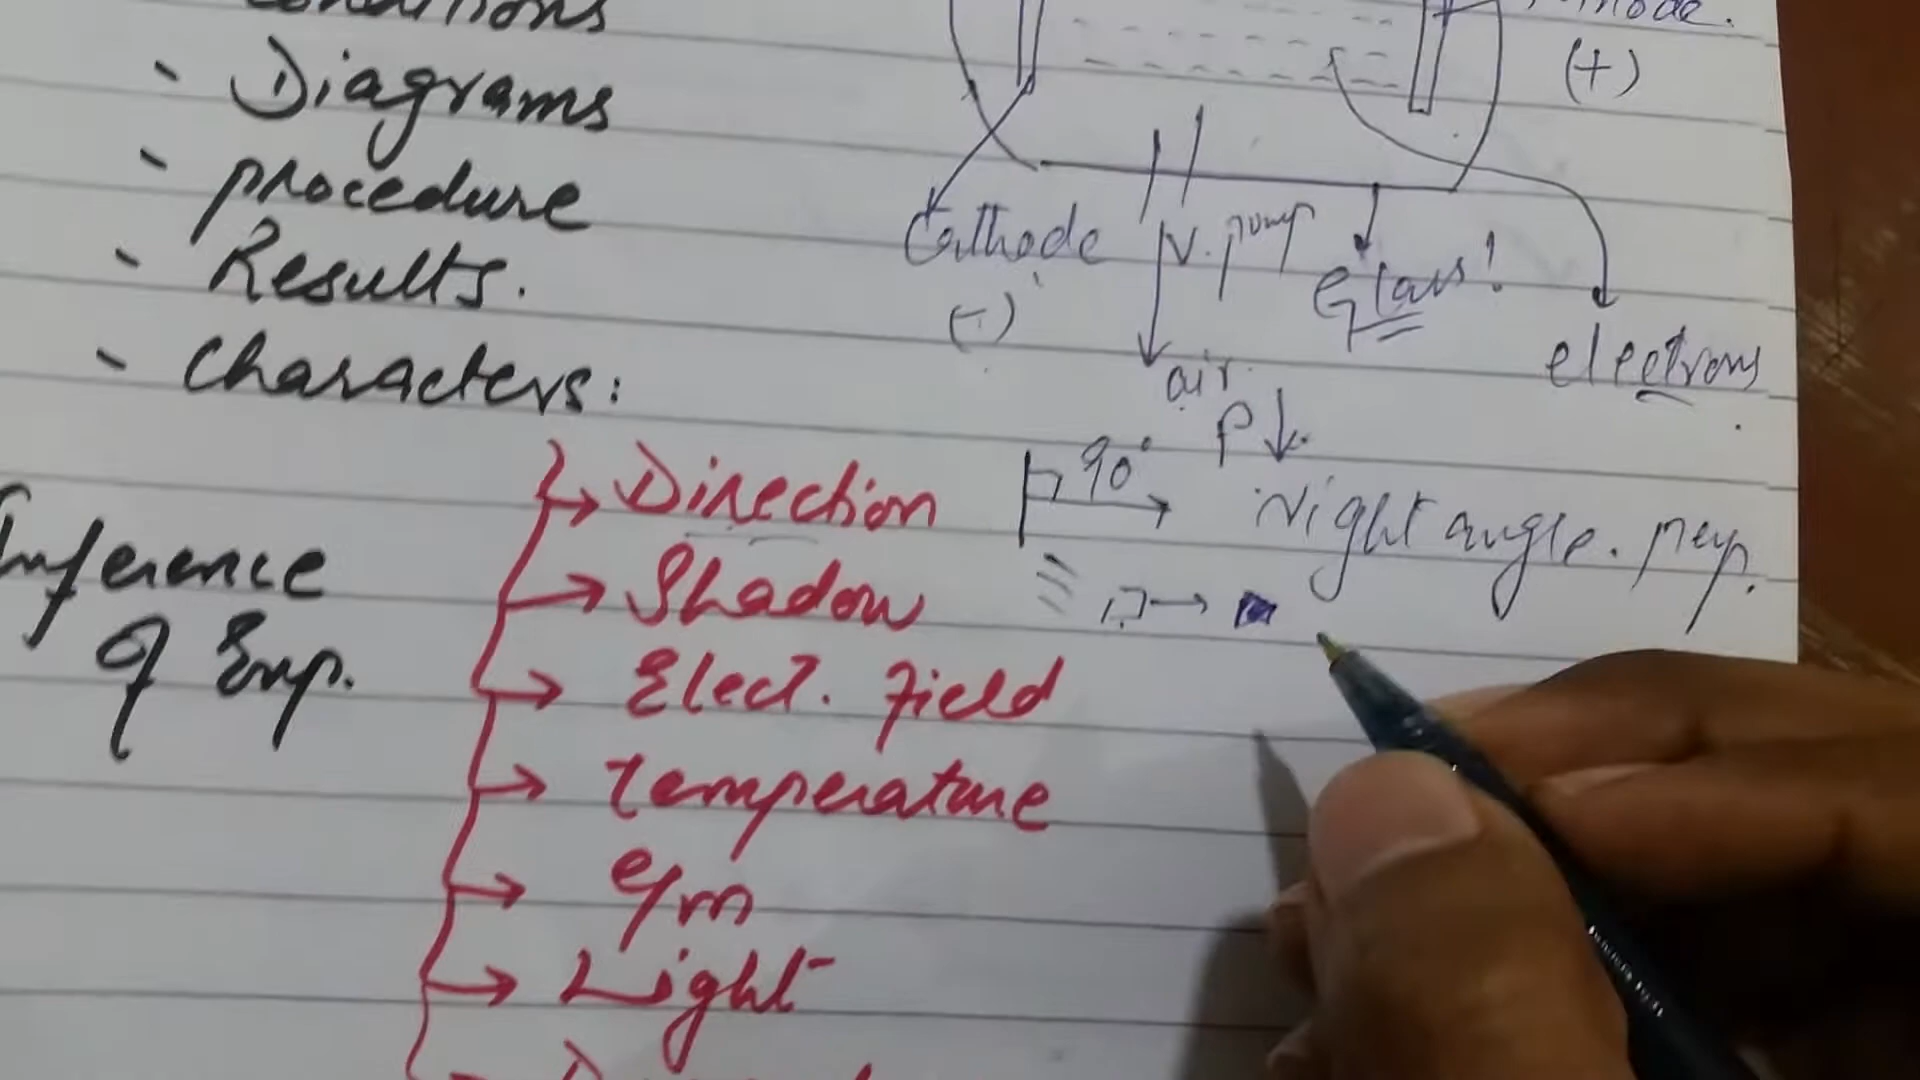 Conditions
- Diagrams
- procedure
- Results.
- Characters:
Inference
of Exp.
→ Direction
→ Shadow
→ Elect. Field
→ Temperature
→ e/m
→ Light
(+)
Cathode
(-)
V. pump
air
P↓
Glass!
electrons
90°
right angle. perp.